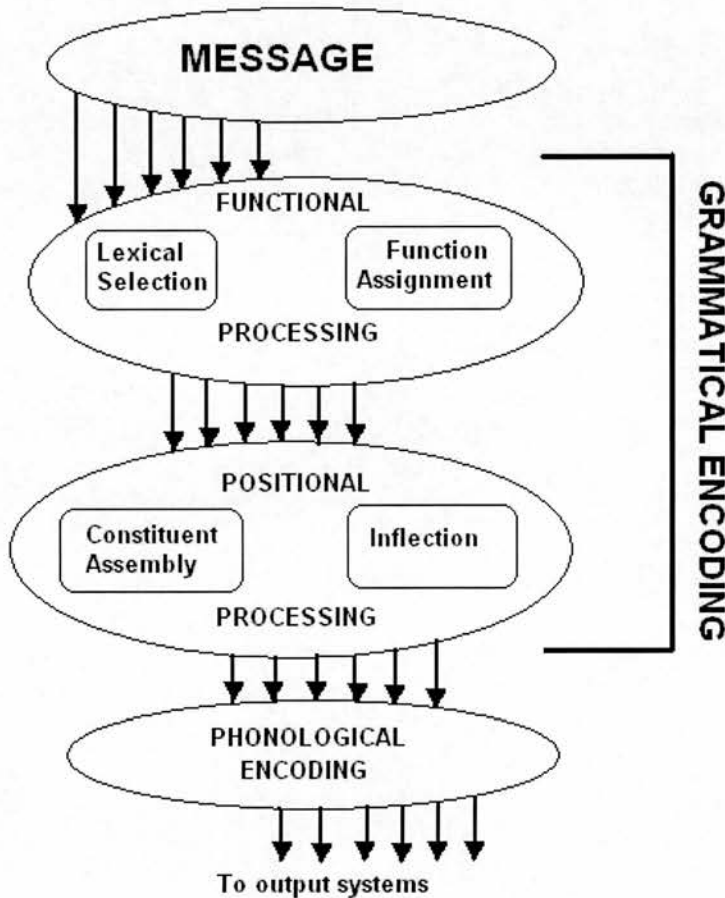 MESSAGE
FUNCTIONAL
Lexical
Selection
Function
Assignment
PROCESSING
POSITIONAL
Constituent
Assembly
Inflection
PROCESSING
PHONOLOGICAL
ENCODING
To output systems
GRAMMATICAL ENCODING